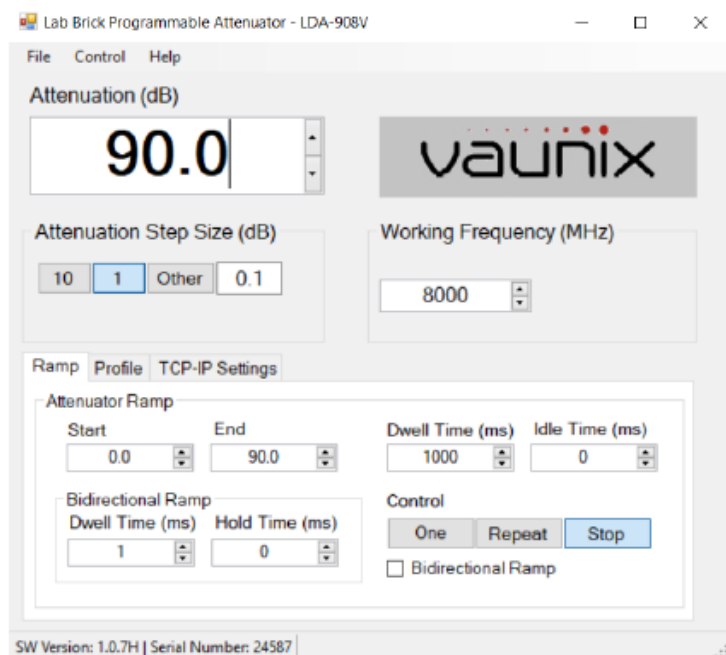 Lab Brick Programmable Attenuator - LDA-908V
File Control Help
Attenuation (dB)
90.0
vaunix
Attenuation Step Size (dB)
10 1 Other 0.1
Working Frequency (MHz)
8000
Ramp Profile TCP-IP Settings
Attenuator Ramp
Start End
0.0 90.0
Dwell Time (ms) Idle Time (ms)
1000 0
Bidirectional Ramp
Dwell Time (ms) Hold Time (ms)
1 0
Control
One Repeat Stop
Bidirectional Ramp
SW Version: 1.0.7H | Serial Number: 24587